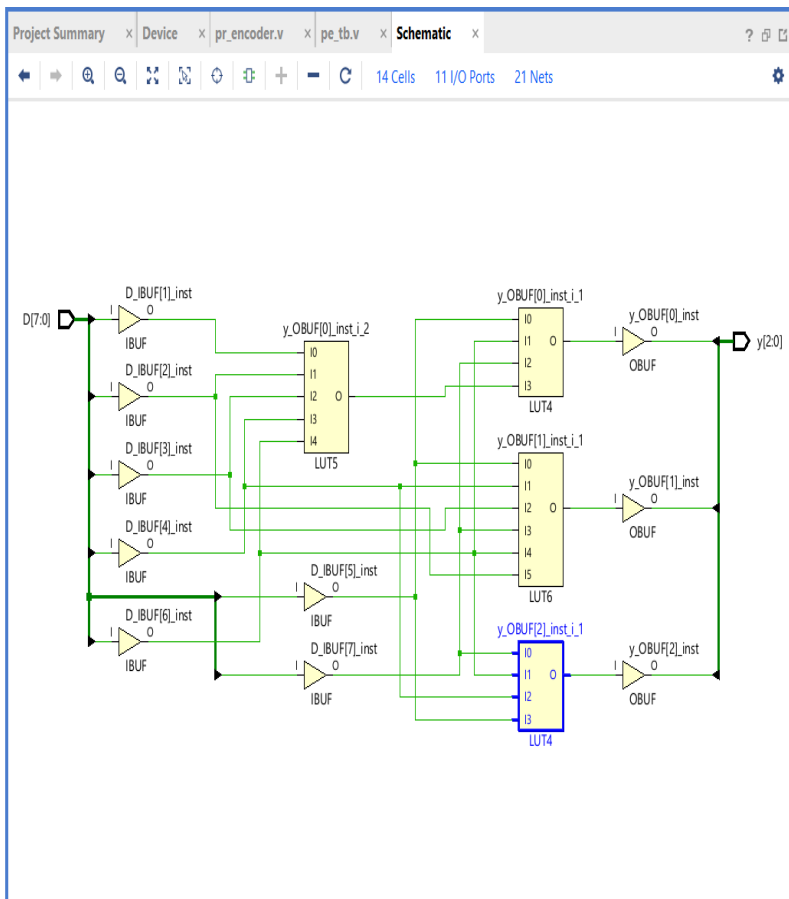 Project Summary × Device × pr_encoder.v × pe_tb.v × Schematic × ?
14 Cells 11 I/O Ports 21 Nets
D[7:0]
D_IBUF[1]_inst
I O
IBUF
D_IBUF[2]_inst
I O
IBUF
D_IBUF[3]_inst
I O
IBUF
D_IBUF[4]_inst
I O
IBUF
D_IBUF[6]_inst
I O
IBUF
y_OBUF[0]_inst_i_2
I0
I1
I2 O
I3
I4
LUT5
D_IBUF[5]_inst
I O
IBUF
D_IBUF[7]_inst
I O
IBUF
y_OBUF[0]_inst_i_1
I0
I1 O
I2
I3
LUT4
y_OBUF[1]_inst_i_1
I0
I1
I2 O
I3
I4
I5
LUT6
y_OBUF[2]_inst_i_1
I0
I1 O
I2
I3
LUT4
y_OBUF[0]_inst
I O
OBUF
y_OBUF[1]_inst
I O
OBUF
y_OBUF[2]_inst
I O
OBUF
y[2:0]